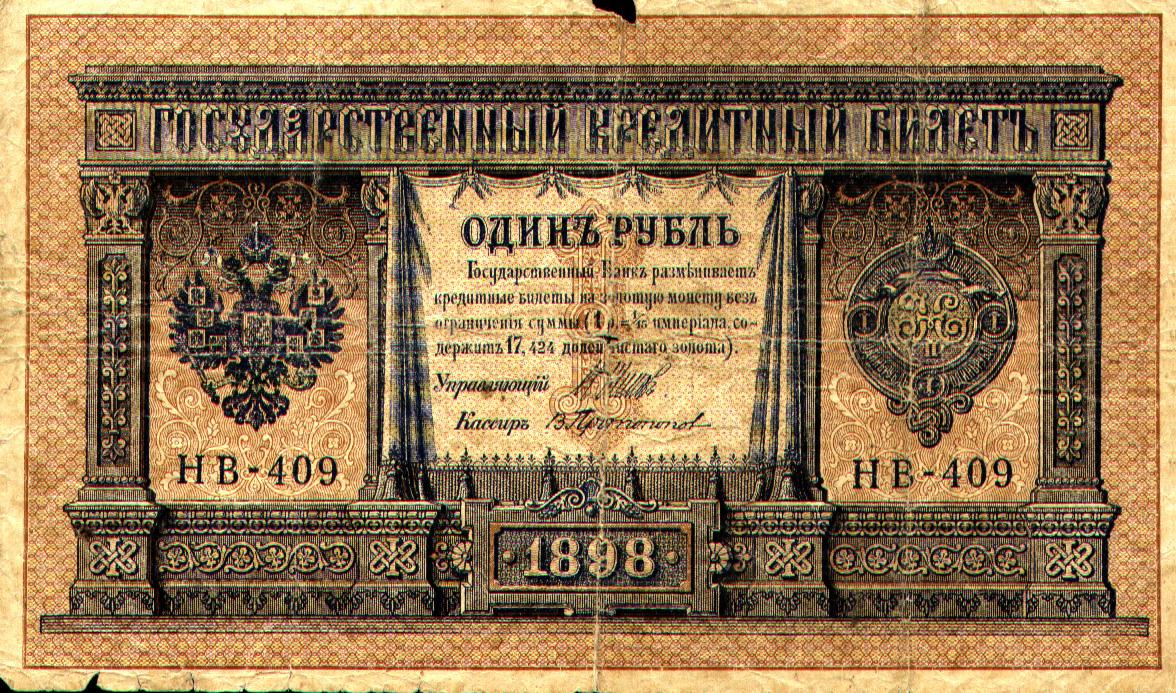 ГОСУДАРСТВЕННЫЙ КРЕДИТНЫЙ БИЛЕТЪ
ОДИНЪ РУБЛЬ
Государственный Банкъ размѣниваетъ
кредитные билеты на золотую монету безъ
ограниченія суммы (1 р.=1/15 имперіала, со-
держитъ 17,424 долей чистаго золота).
Управляющій
Кассиръ В. Протопоповъ
НВ-409
НВ-409
1898